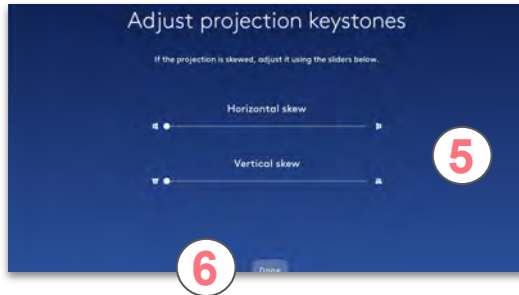 Adjust projection keystones
If the projection is skewed, adjust it using the sliders below.
Horizontal skew
5
Vertical skew
6
Done